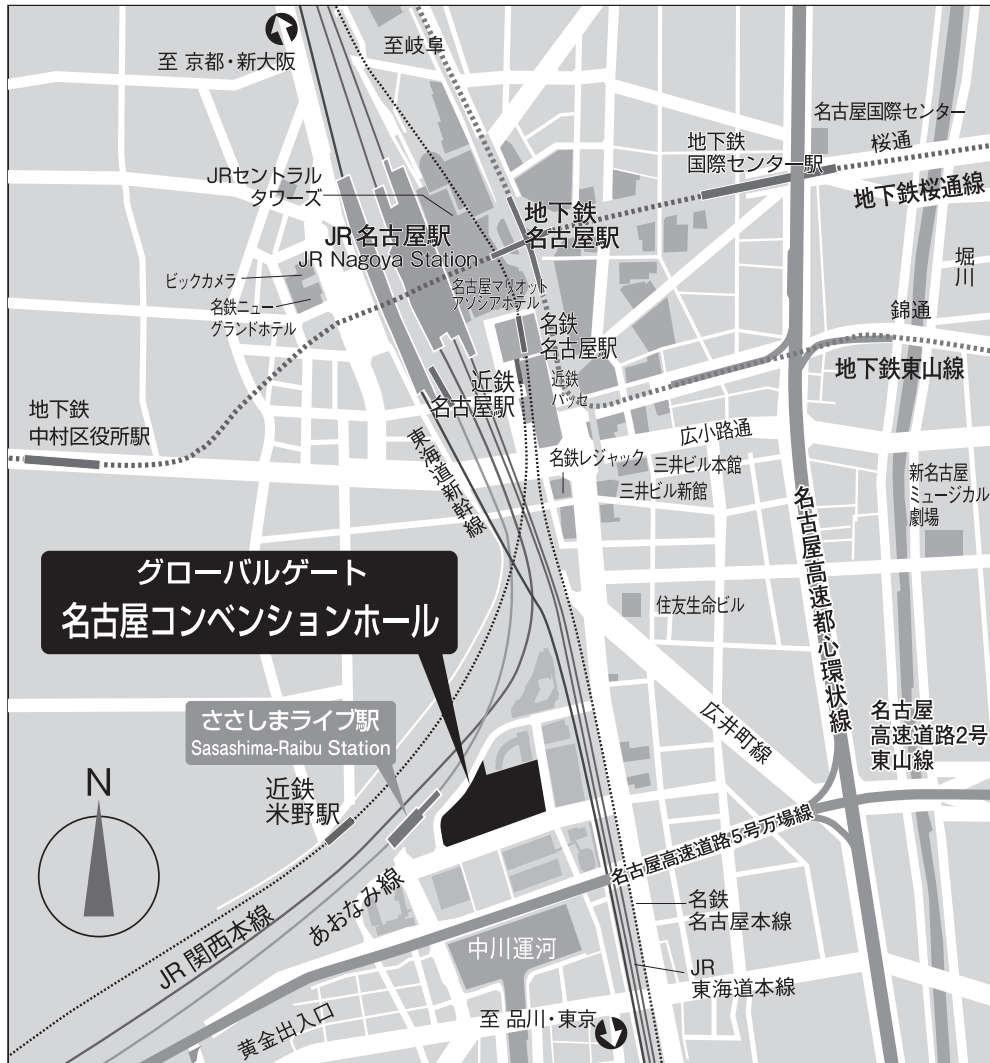 至 京都・新大阪
至岐阜
名古屋国際センター
桜通
地下鉄
国際センター駅
地下鉄桜通線
JRセントラル
タワーズ
地下鉄
名古屋駅
JR 名古屋駅
JR Nagoya Station
堀川
ビックカメラ
名古屋マリオット
アソシアホテル
名鉄ニュー
グランドホテル
錦通
名鉄
名古屋駅
地下鉄東山線
近鉄
名古屋駅
近鉄
パッセ
地下鉄
中村区役所駅
東海道新幹線
広小路通
名鉄レジャック
三井ビル本館
三井ビル新館
新名古屋
ミュージカル
劇場
名古屋高速都心環状線
グローバルゲート
名古屋コンベンションホール
住友生命ビル
ささしまライブ駅
Sasashima-Raibu Station
広井町線
名古屋
高速道路2号
東山線
N
近鉄
米野駅
名古屋高速道路5号万場線
あおなみ線
JR 関西本線
名鉄
名古屋本線
中川運河
JR
東海道本線
黄金出入口
至 品川・東京